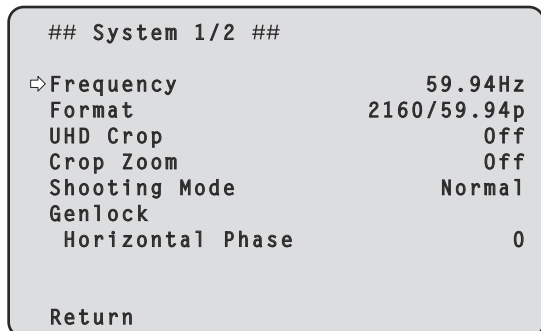 ## System 1/2 ##
⇨Frequency 59.94Hz
Format 2160/59.94p
UHD Crop Off
Crop Zoom Off
Shooting Mode Normal
Genlock
Horizontal Phase 0
Return